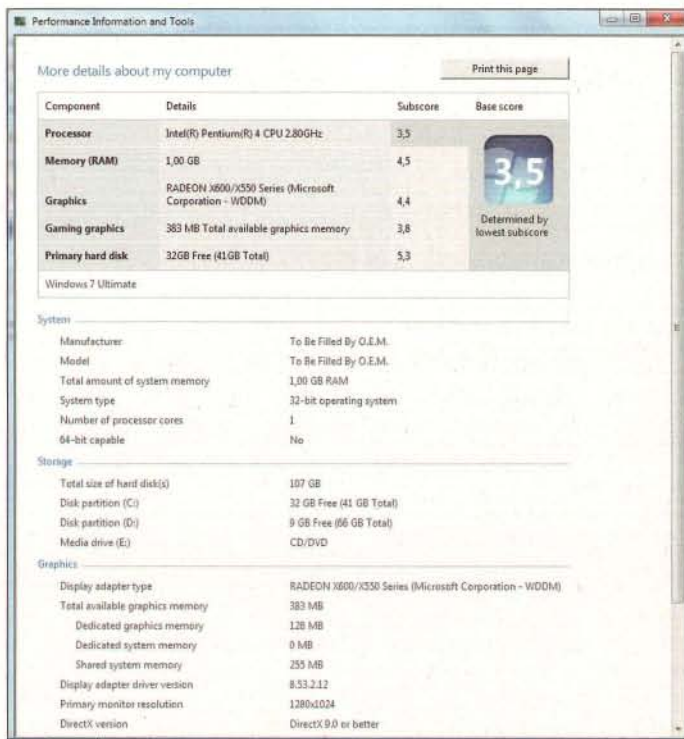 Performance Information and Tools
More details about my computer
Print this page
Component Details Subscore Base score
Processor Intel(R) Pentium(R) 4 CPU 2.80GHz 3,5
Memory (RAM) 1,00 GB 4,5
Graphics RADEON X600/X550 Series (Microsoft Corporation - WDDM) 4,4
Gaming graphics 383 MB Total available graphics memory 3,8
Primary hard disk 32GB Free (41GB Total) 5,3
3,5
Determined by
lowest subscore
Windows 7 Ultimate
System
Manufacturer To Be Filled By O.E.M.
Model To Be Filled By O.E.M.
Total amount of system memory 1,00 GB RAM
System type 32-bit operating system
Number of processor cores 1
64-bit capable No
Storage
Total size of hard disk(s) 107 GB
Disk partition (C:) 32 GB Free (41 GB Total)
Disk partition (D:) 9 GB Free (66 GB Total)
Media drive (E:) CD/DVD
Graphics
Display adapter type RADEON X600/X550 Series (Microsoft Corporation - WDDM)
Total available graphics memory 383 MB
Dedicated graphics memory 128 MB
Dedicated system memory 0 MB
Shared system memory 255 MB
Display adapter driver version 8.53.2.12
Primary monitor resolution 1280x1024
DirectX version DirectX 9.0 or better